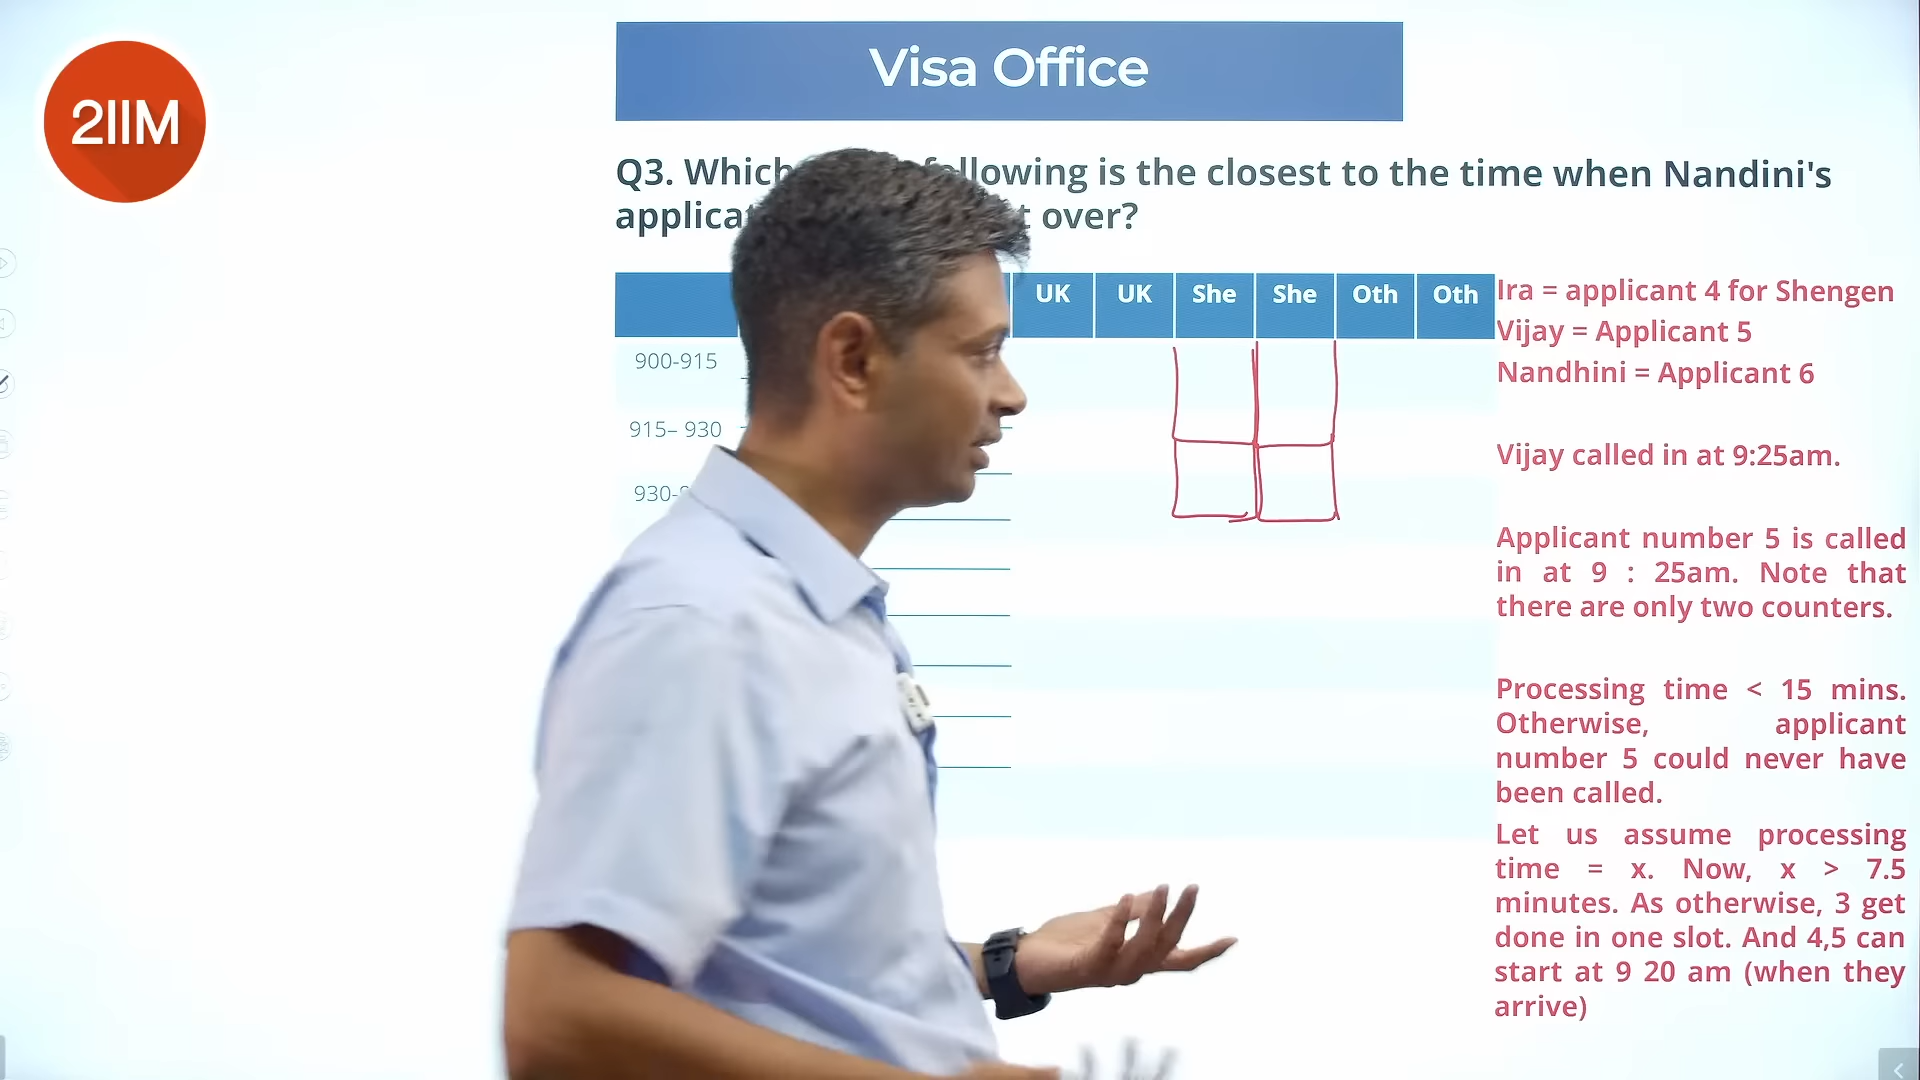 2IIM
Visa Office
Q3. Which following is the closest to the time when Nandini's
over?
UK UK She She Oth Oth
900-915
915– 930
930-
Ira = applicant 4 for Shengen
Vijay = Applicant 5
Nandhini = Applicant 6
Vijay called in at 9:25am.
Applicant number 5 is called
in at 9 : 25am. Note that
there are only two counters.
Processing time < 15 mins.
Otherwise, applicant
number 5 could never have
been called.
Let us assume processing
time = x. Now, x > 7.5
minutes. As otherwise, 3 get
done in one slot. And 4,5 can
start at 9 20 am (when they
arrive)